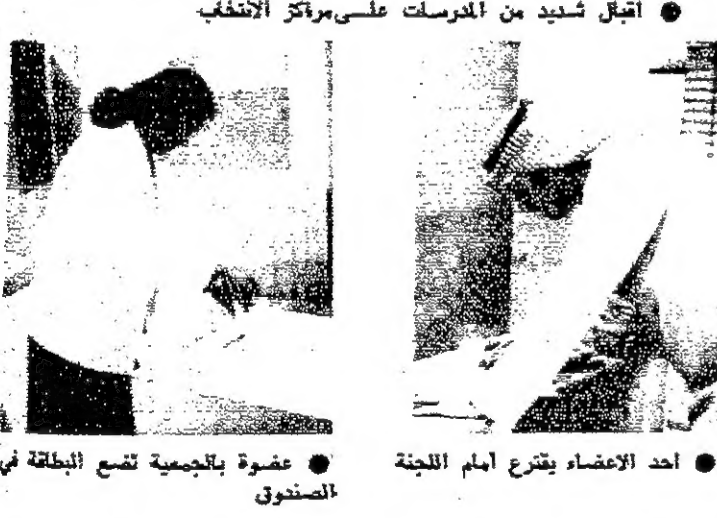 ● اقبال شديد من المدرسات على مراكز الانتخاب
● احد الاعضاء يقترع امام اللجنة
● عضوة بالجمعية تضع البطاقة في
الصندوق